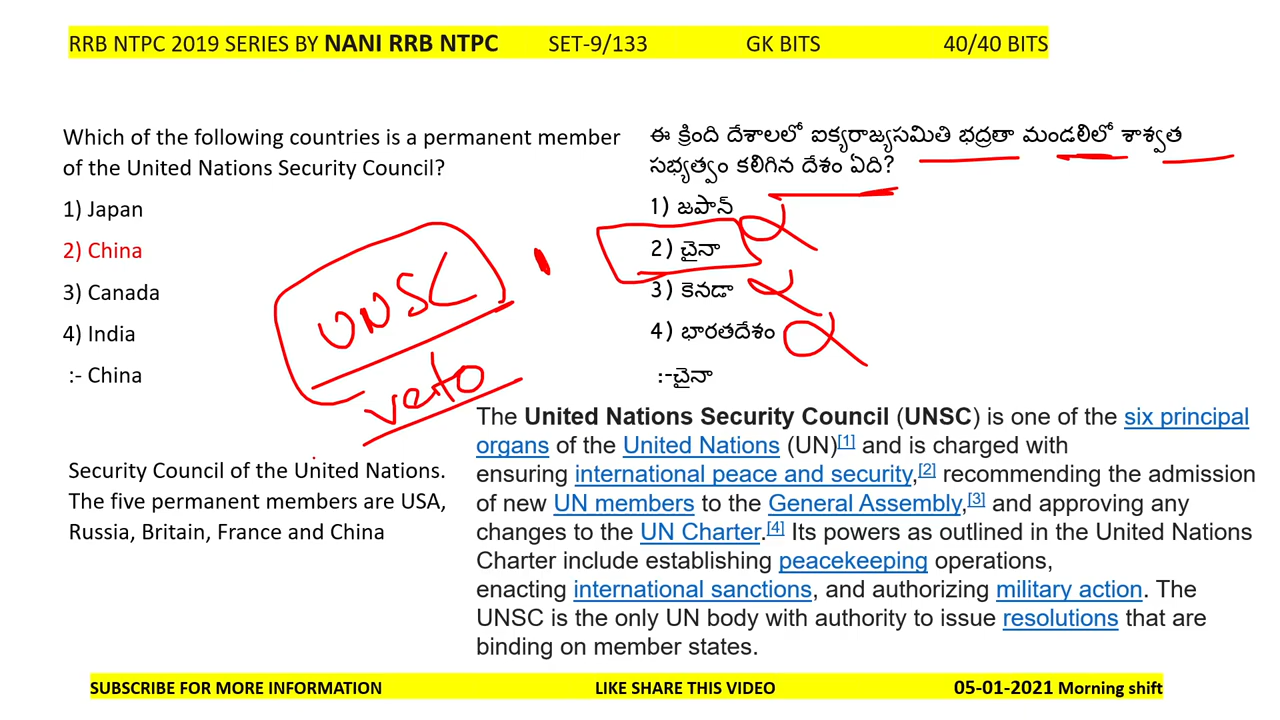 RRB NTPC 2019 SERIES BY NANI RRB NTPC SET-9/133 GK BITS 40/40 BITS
Which of the following countries is a permanent member
of the United Nations Security Council?
1) Japan
2) China
3) Canada
4) India
:- China
ఈ క్రింది దేశాలలో ఐక్యరాజ్యసమితి భద్రతా మండలిలో శాశ్వత
సభ్యత్వం కలిగిన దేశం ఏది?
1) జపాన్
2) చైనా
3) కెనడా
4) భారతదేశం
:-చైనా
UNSC
veto
Security Council of the United Nations.
The five permanent members are USA,
Russia, Britain, France and China
The United Nations Security Council (UNSC) is one of the six principal
organs of the United Nations (UN)[1] and is charged with
ensuring international peace and security,[2] recommending the admission
of new UN members to the General Assembly,[3] and approving any
changes to the UN Charter.[4] Its powers as outlined in the United Nations
Charter include establishing peacekeeping operations,
enacting international sanctions, and authorizing military action. The
UNSC is the only UN body with authority to issue resolutions that are
binding on member states.
SUBSCRIBE FOR MORE INFORMATION LIKE SHARE THIS VIDEO 05-01-2021 Morning shift